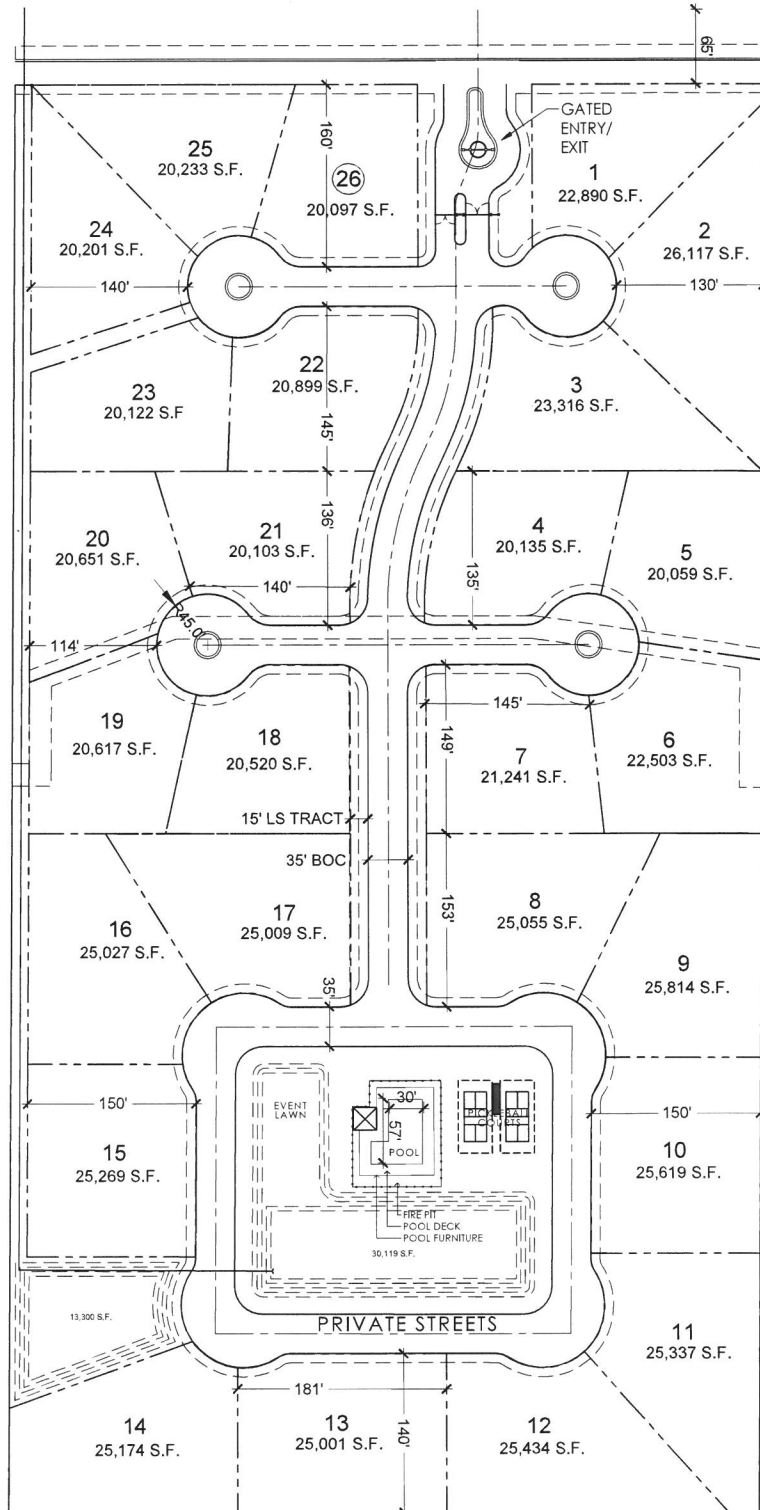 65'
GATED
ENTRY/
EXIT
160'
25
20,233 S.F.
26
20,097 S.F.
1
22,890 S.F.
24
20,201 S.F.
2
26,117 S.F.
140'
130'
22
20,899 S.F.
23
20,122 S.F
3
23,316 S.F.
145'
136'
21
20,103 S.F.
20
20,651 S.F.
4
20,135 S.F.
5
20,059 S.F.
135'
140'
R45.0'
114'
145'
19
20,617 S.F.
18
20,520 S.F.
149'
7
21,241 S.F.
6
22,503 S.F.
15' LS TRACT
35' BOC
153'
17
25,009 S.F.
16
25,027 S.F.
8
25,055 S.F.
9
25,814 S.F.
35'
150'
150'
EVENT
LAWN
30'
57'
POOL
PICKLEBALL
COURTS
15
25,269 S.F.
10
25,619 S.F.
FIRE PIT
POOL DECK
POOL FURNITURE
30,119 S.F.
13,300 S.F.
PRIVATE STREETS
11
25,337 S.F.
181'
140'
14
25,174 S.F.
13
25,001 S.F.
12
25,434 S.F.